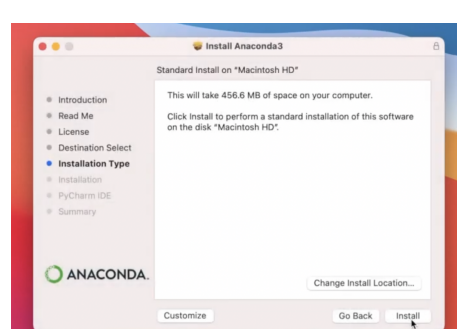 Install Anaconda3
Standard Install on "Macintosh HD"
Introduction
Read Me
License
Destination Select
Installation Type
Installation
PyCharm IDE
Summary
This will take 456.6 MB of space on your computer.
Click Install to perform a standard installation of this software
on the disk "Macintosh HD".
ANACONDA.
Change Install Location...
Customize
Go Back
Install